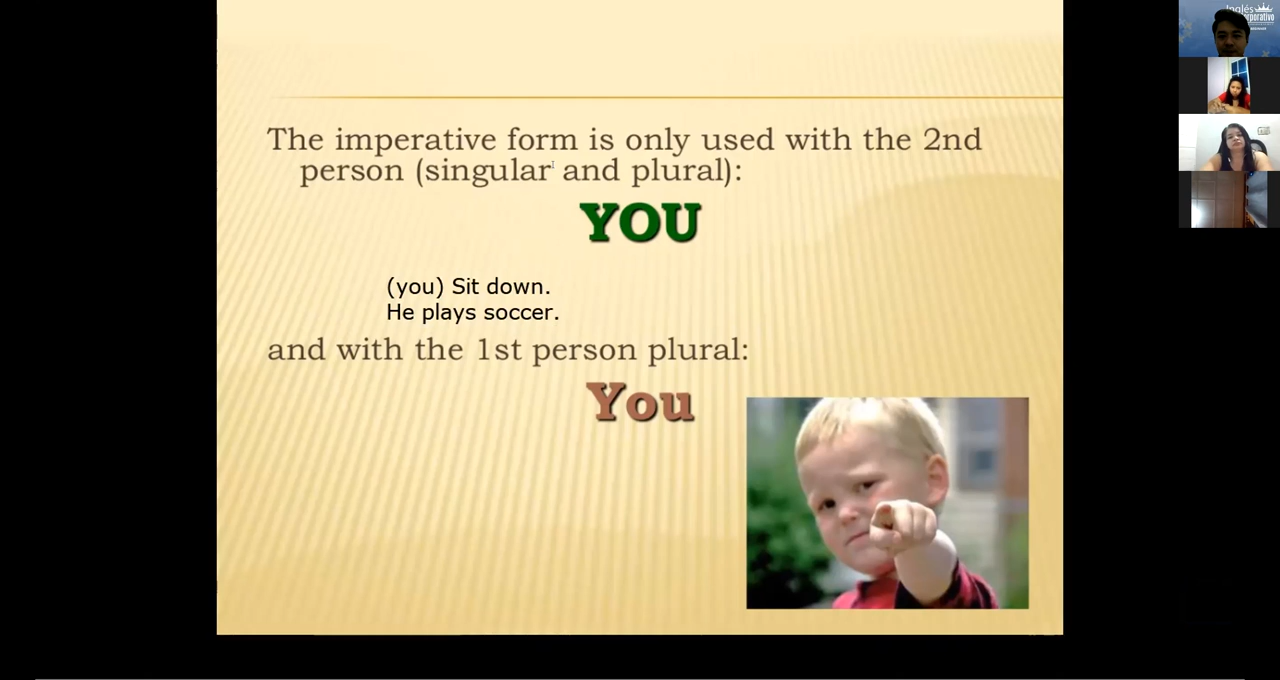 The imperative form is only used with the 2nd
person (singular and plural):
YOU
(you) Sit down.
He plays soccer.
and with the 1st person plural:
You
Inglés